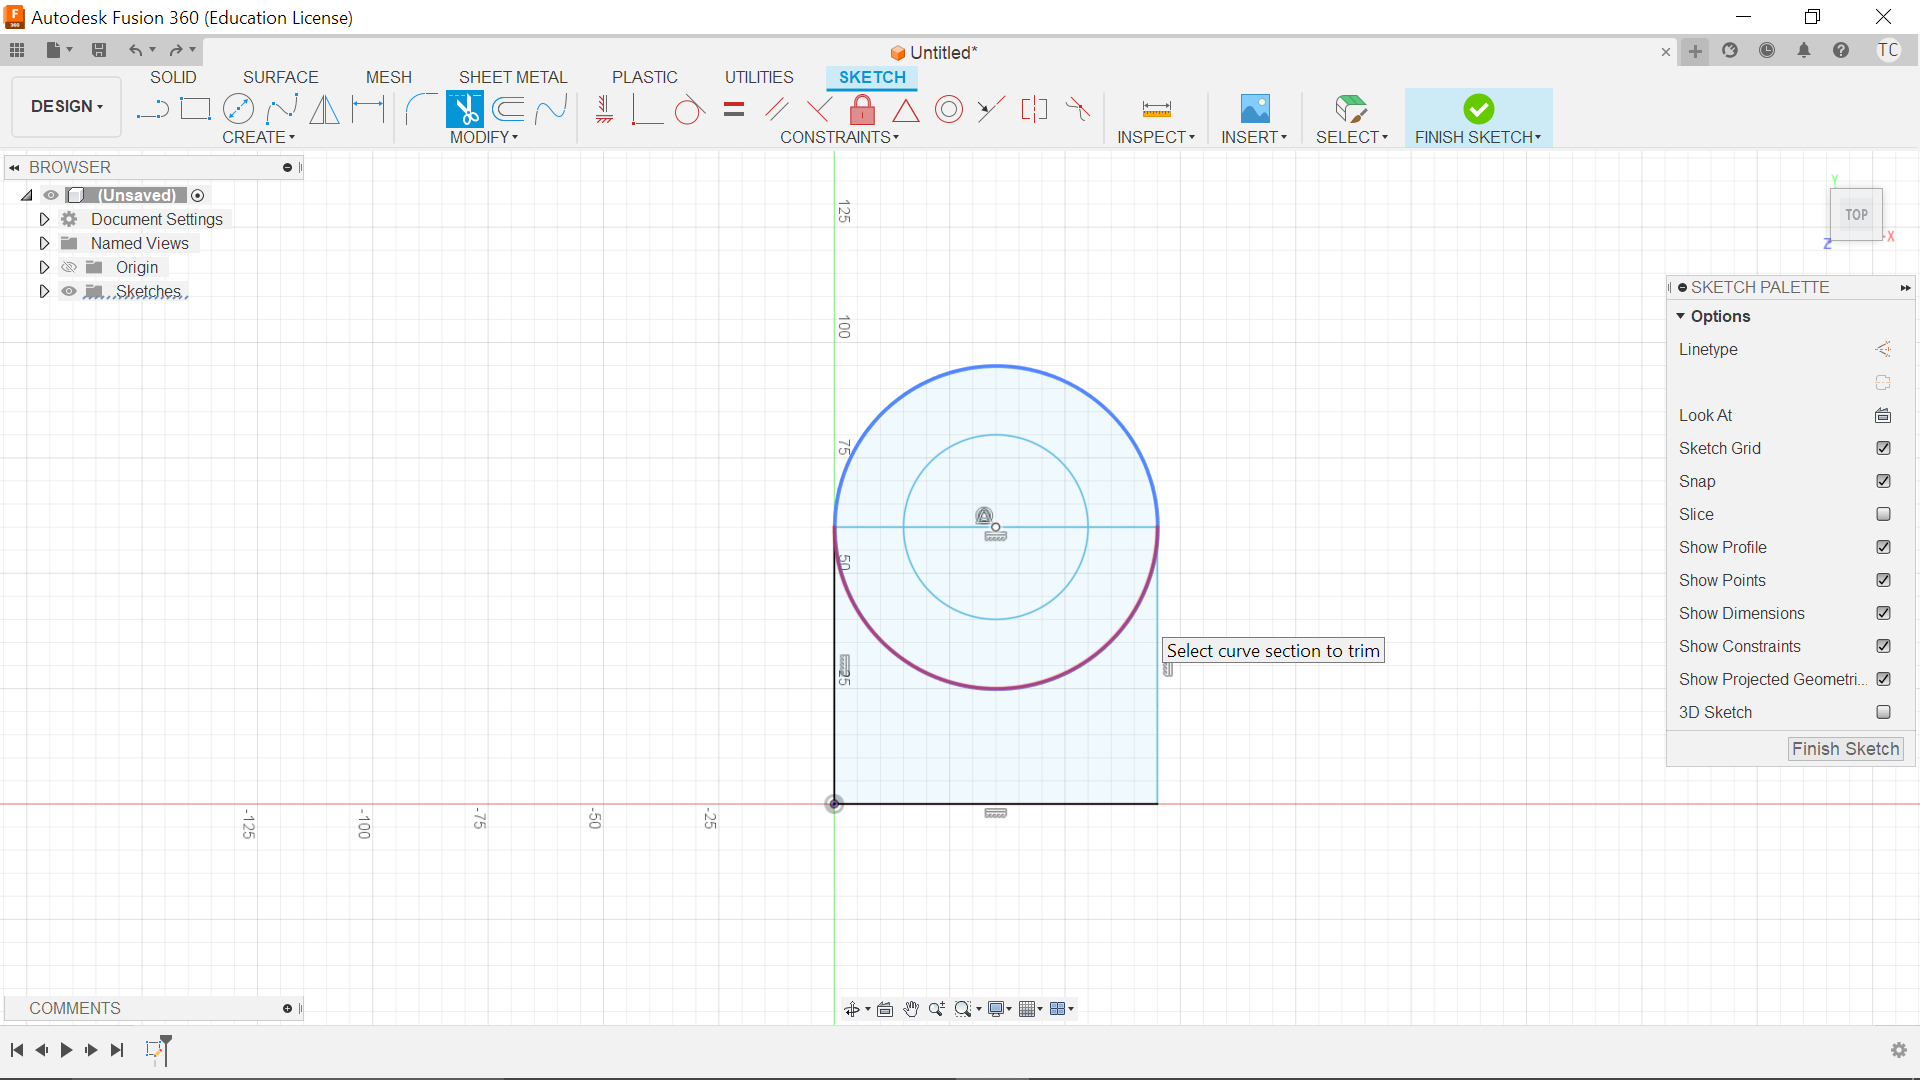 Autodesk Fusion 360 (Education License)
Untitled*
TC
DESIGN
SOLID
SURFACE
MESH
SHEET METAL
PLASTIC
UTILITIES
SKETCH
CREATE
MODIFY
CONSTRAINTS
INSPECT
INSERT
SELECT
FINISH SKETCH
BROWSER
(Unsaved)
Document Settings
Named Views
Origin
Sketches
125
100
75
50
25
-125
-100
-75
-50
-25
Select curve section to trim
Y
TOP
Z
X
SKETCH PALETTE
Options
Linetype
Look At
Sketch Grid
Snap
Slice
Show Profile
Show Points
Show Dimensions
Show Constraints
Show Projected Geometri...
3D Sketch
Finish Sketch
COMMENTS